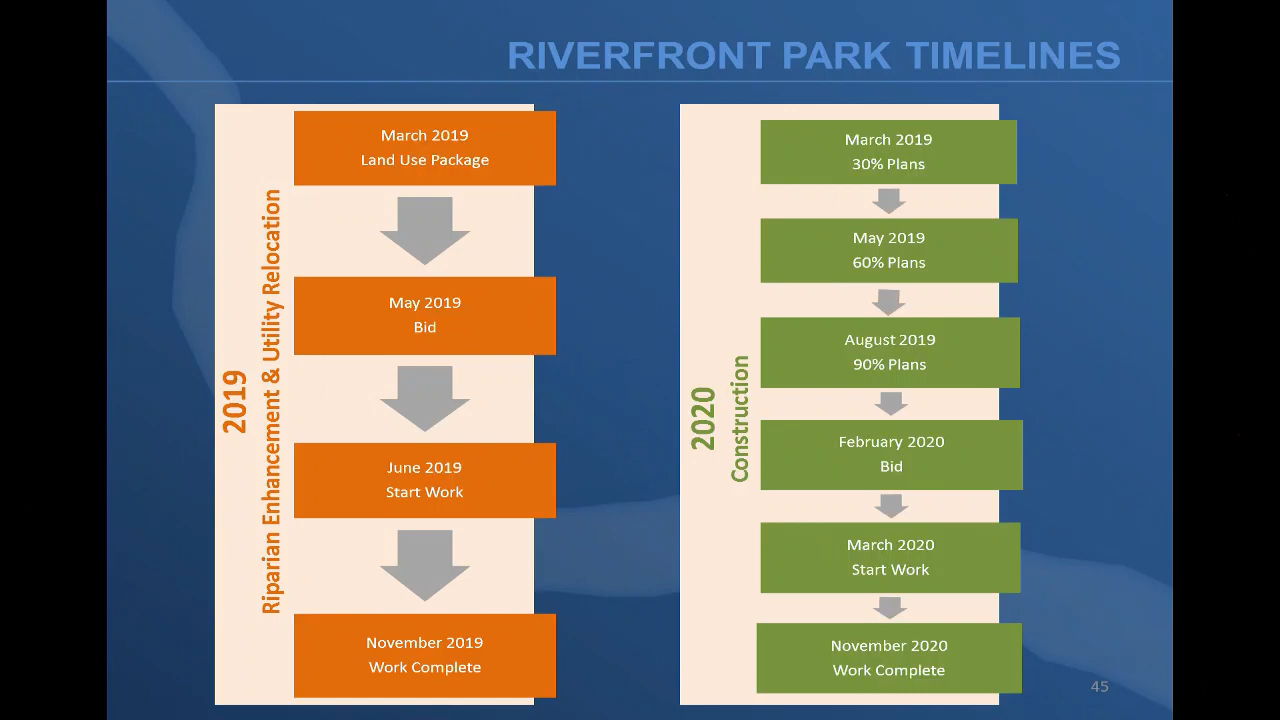 RIVERFRONT PARK TIMELINES
2019
Riparian Enhancement & Utility Relocation
March 2019
Land Use Package
May 2019
Bid
June 2019
Start Work
November 2019
Work Complete
2020
Construction
March 2019
30% Plans
May 2019
60% Plans
August 2019
90% Plans
February 2020
Bid
March 2020
Start Work
November 2020
Work Complete
45